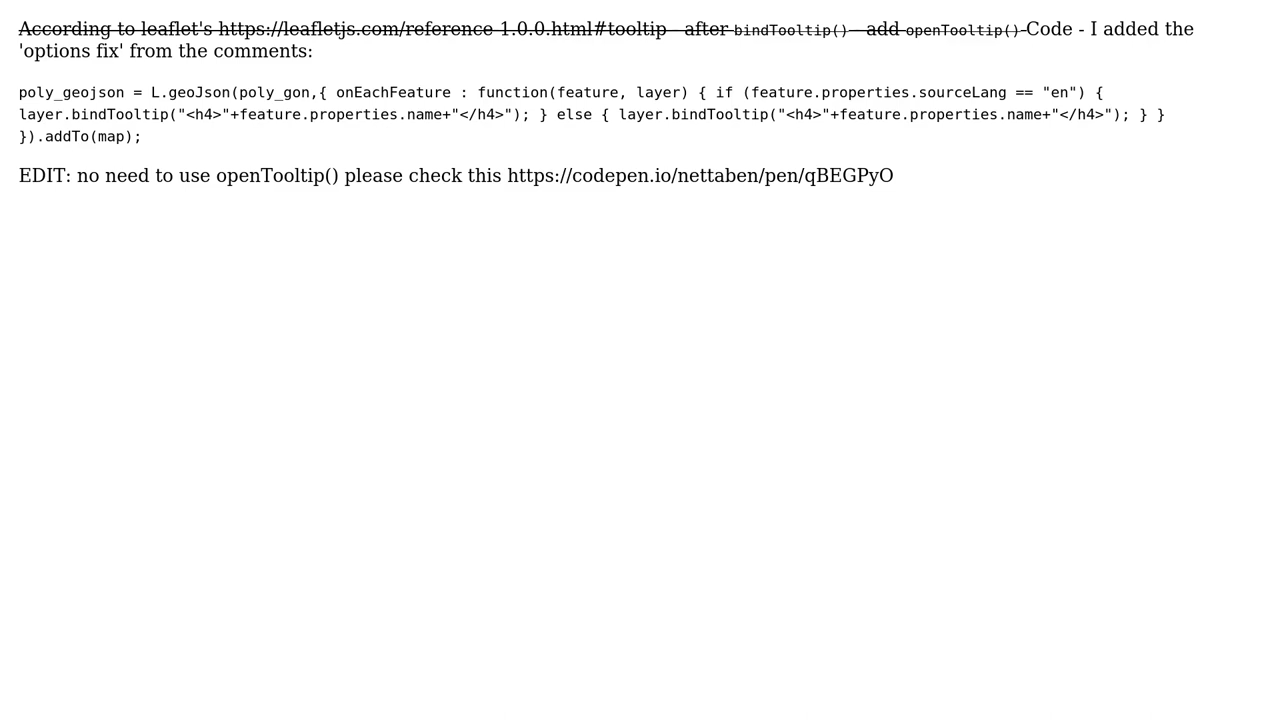 According to leaflet's https://leafletjs.com/reference-1.0.0.html#tooltip - after bindTooltip() - add openTooltip() Code - I added the
'options fix' from the comments:
poly_geojson = L.geoJson(poly_gon,{ onEachFeature : function(feature, layer) { if (feature.properties.sourceLang == "en") {
layer.bindTooltip("<h4>"+feature.properties.name+"</h4>"); } else { layer.bindTooltip("<h4>"+feature.properties.name+"</h4>"); } }
}).addTo(map);
EDIT: no need to use openTooltip() please check this https://codepen.io/nettaben/pen/qBEGPyO